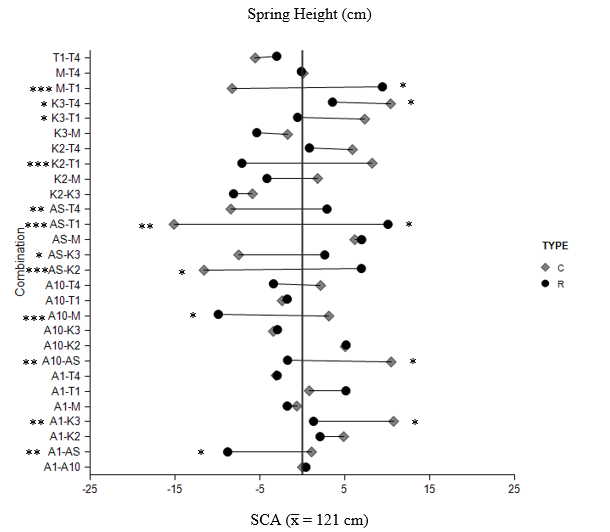 Spring Height (cm)
T1-T4
M-T4
*** M-T1 *
* K3-T4 *
* K3-T1
K3-M
K2-T4
*** K2-T1
K2-M
K2-K3
** AS-T4
*** AS-T1 ** *
AS-M
* AS-K3
*** AS-K2 *
A10-T4
A10-T1
*** A10-M *
A10-K3
A10-K2
** A10-AS *
A1-T4
A1-T1
A1-M
** A1-K3 *
A1-K2
** A1-AS *
A1-A10
Combination
-25 -15 -5 5 15 25
SCA (x̅ = 121 cm)
TYPE
C
R